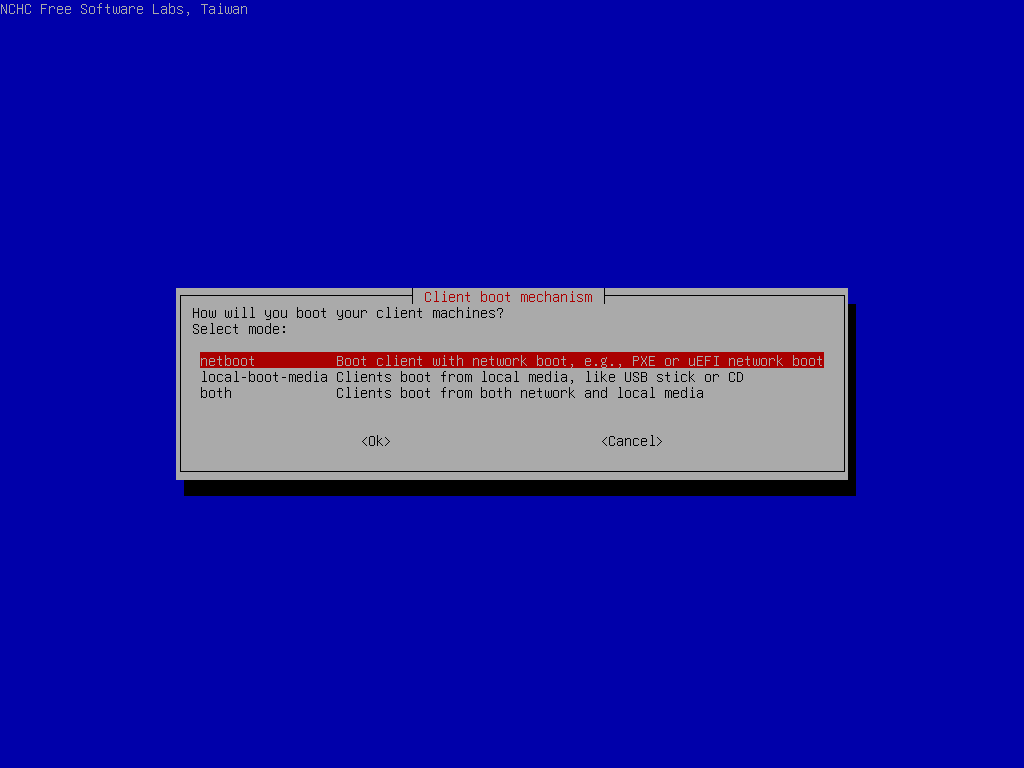 NCHC Free Software Labs, Taiwan
Client boot mechanism
How will you boot your client machines?
Select mode:
netboot Boot client with network boot, e.g., PXE or uEFI network boot
local-boot-media Clients boot from local media, like USB stick or CD
both Clients boot from both network and local media
<Ok> <Cancel>